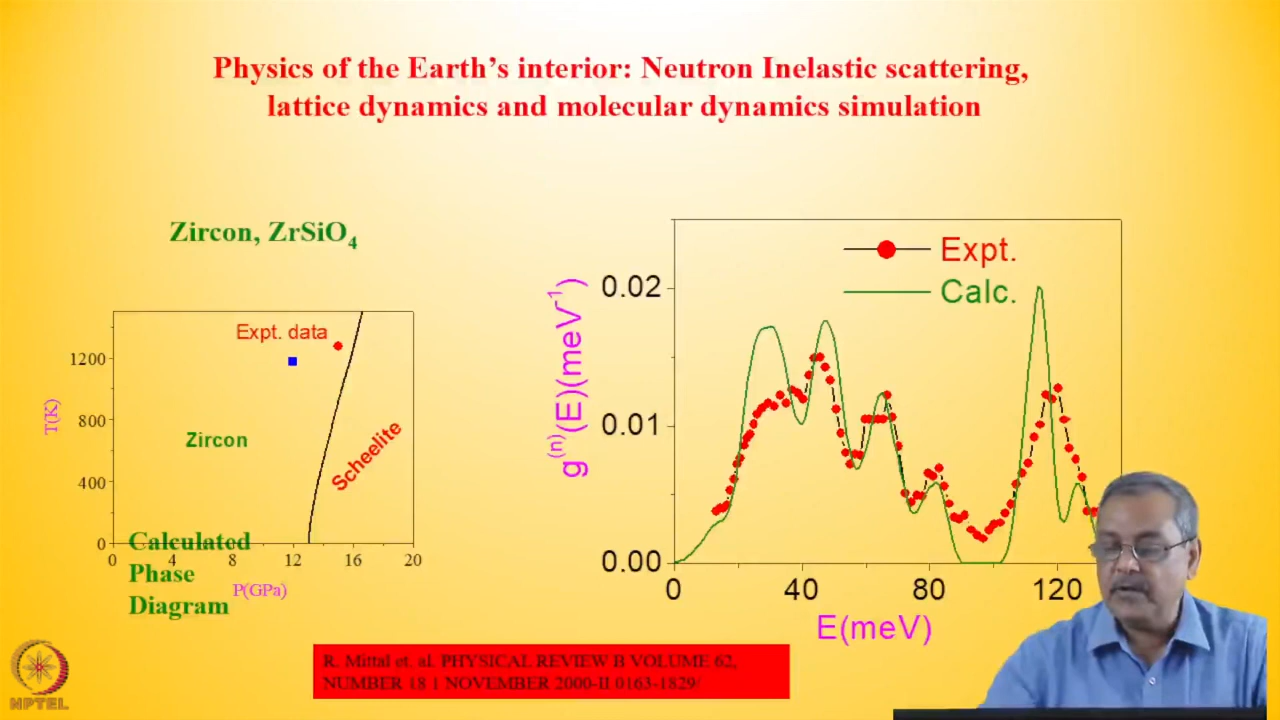 Physics of the Earth's interior: Neutron Inelastic scattering,
lattice dynamics and molecular dynamics simulation
Zircon, ZrSiO4
Expt. data
Zircon
Scheelite
T(K)
1200
800
400
0
0 4 8 12 16 20
P(GPa)
Calculated
Phase
Diagram
Expt.
Calc.
g(n)(E)(meV-1)
0.02
0.01
0.00
0 40 80 120
E(meV)
R. Mittal et. al. PHYSICAL REVIEW B VOLUME 62,
NUMBER 18 1 NOVEMBER 2000-II 0163-1829/
NPTEL